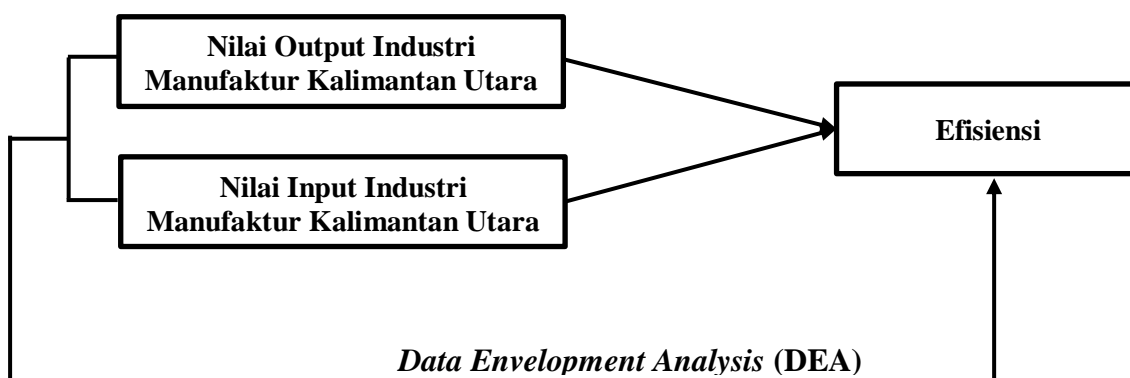 Nilai Output Industri
Manufaktur Kalimantan Utara
Efisiensi
Nilai Input Industri
Manufaktur Kalimantan Utara
Data Envelopment Analysis (DEA)